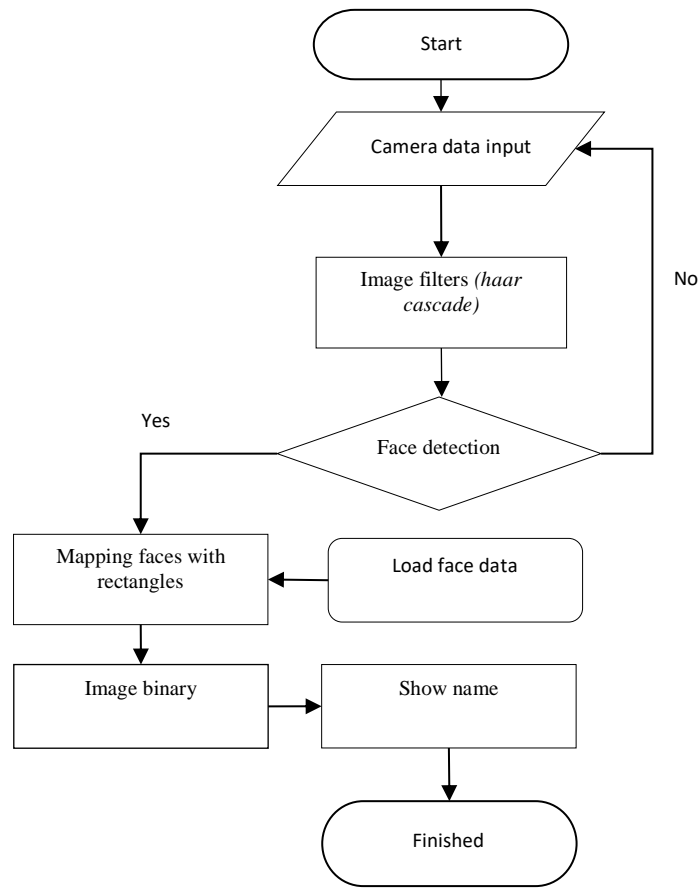 Start
Camera data input
Image filters (haar
cascade)
No
Yes
Face detection
Mapping faces with
rectangles
Load face data
Image binary
Show name
Finished